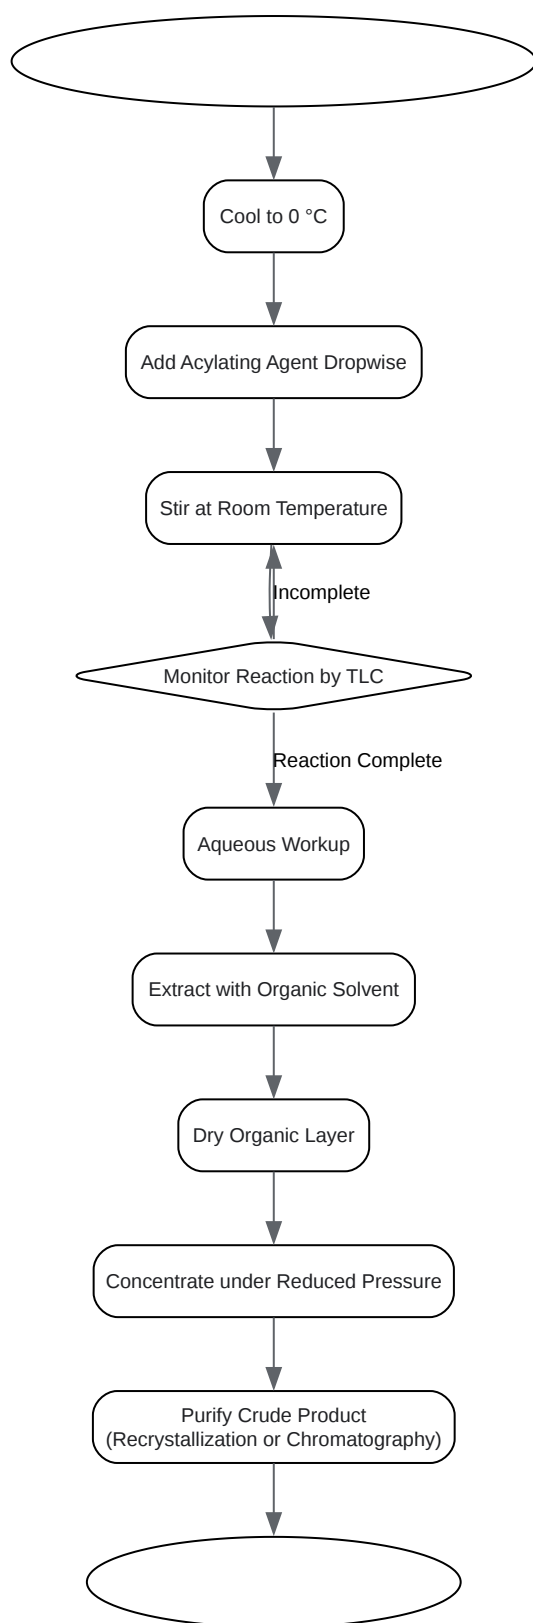 Cool to 0 °C
Add Acylating Agent Dropwise
Stir at Room Temperature
Incomplete
Monitor Reaction by TLC
Reaction Complete
Aqueous Workup
Extract with Organic Solvent
Dry Organic Layer
Concentrate under Reduced Pressure
Purify Crude Product
(Recrystallization or Chromatography)